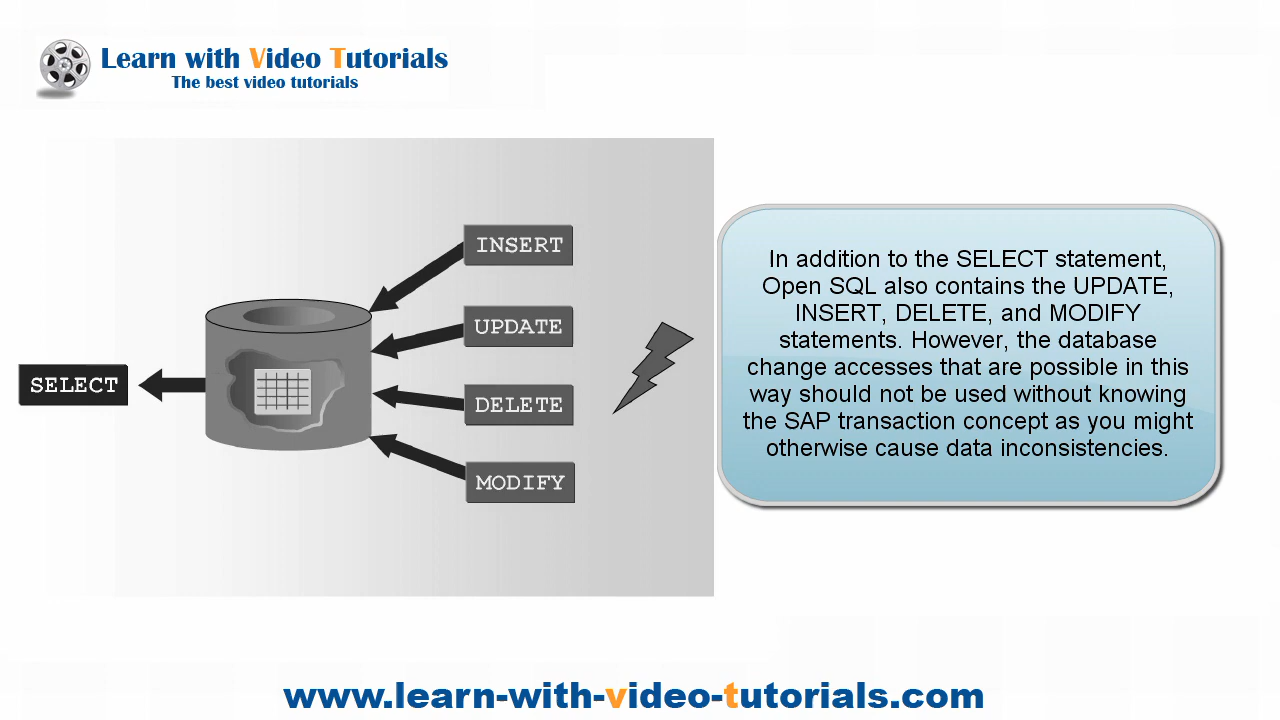 Learn with Video Tutorials
The best video tutorials
INSERT
UPDATE
SELECT
DELETE
MODIFY
In addition to the SELECT statement,
Open SQL also contains the UPDATE,
INSERT, DELETE, and MODIFY
statements. However, the database
change accesses that are possible in this
way should not be used without knowing
the SAP transaction concept as you might
otherwise cause data inconsistencies.
www.learn-with-video-tutorials.com